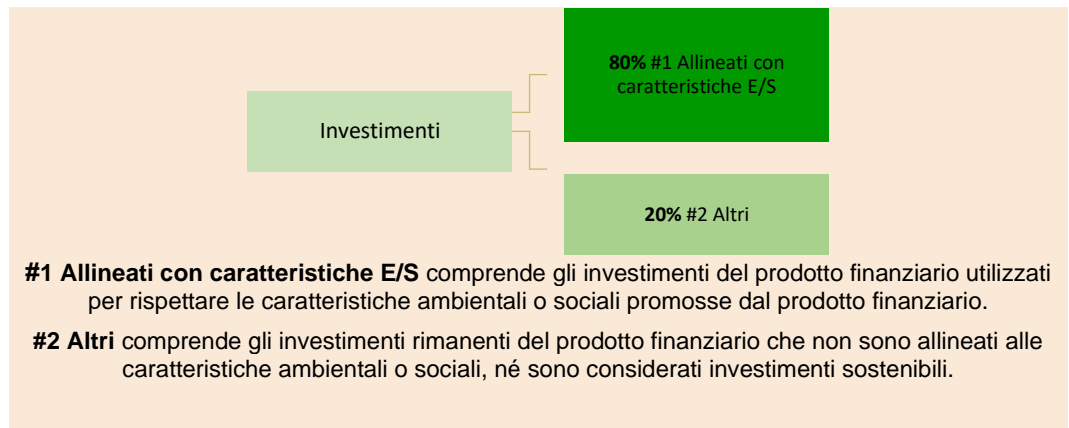 80% #1 Allineati con
caratteristiche E/S
Investimenti
20% #2 Altri
#1 Allineati con caratteristiche E/S comprende gli investimenti del prodotto finanziario utilizzati
per rispettare le caratteristiche ambientali o sociali promosse dal prodotto finanziario.
#2 Altri comprende gli investimenti rimanenti del prodotto finanziario che non sono allineati alle
caratteristiche ambientali o sociali, né sono considerati investimenti sostenibili.